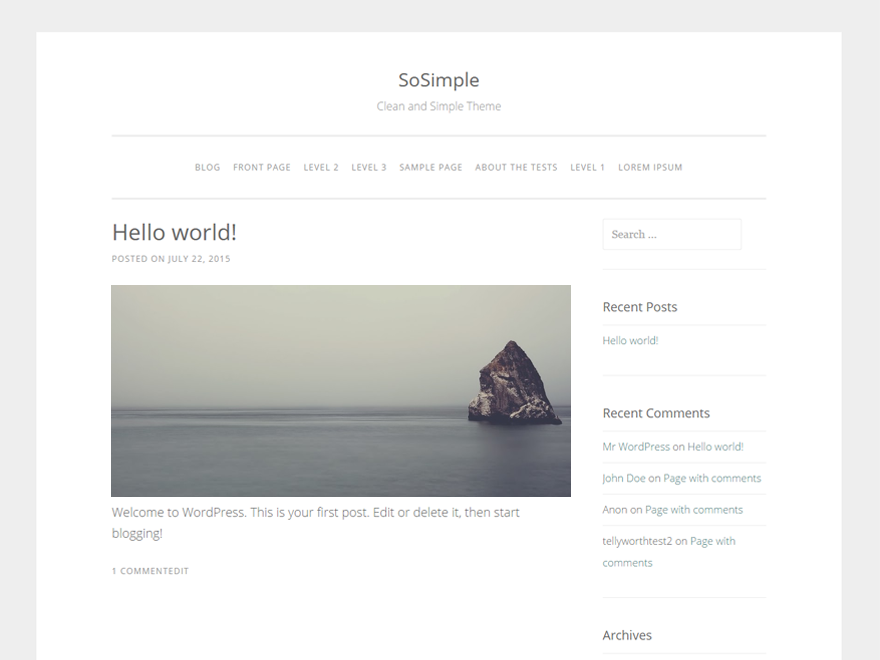 SoSimple
Clean and Simple Theme
BLOG FRONT PAGE LEVEL 2 LEVEL 3 SAMPLE PAGE ABOUT THE TESTS LEVEL 1 LOREM IPSUM
Hello world!
POSTED ON JULY 22, 2015
Welcome to WordPress. This is your first post. Edit or delete it, then start
blogging!
1 COMMENTEDIT
Search ...
Recent Posts
Hello world!
Recent Comments
Mr WordPress on Hello world!
John Doe on Page with comments
Anon on Page with comments
tellyworthtest2 on Page with
comments
Archives